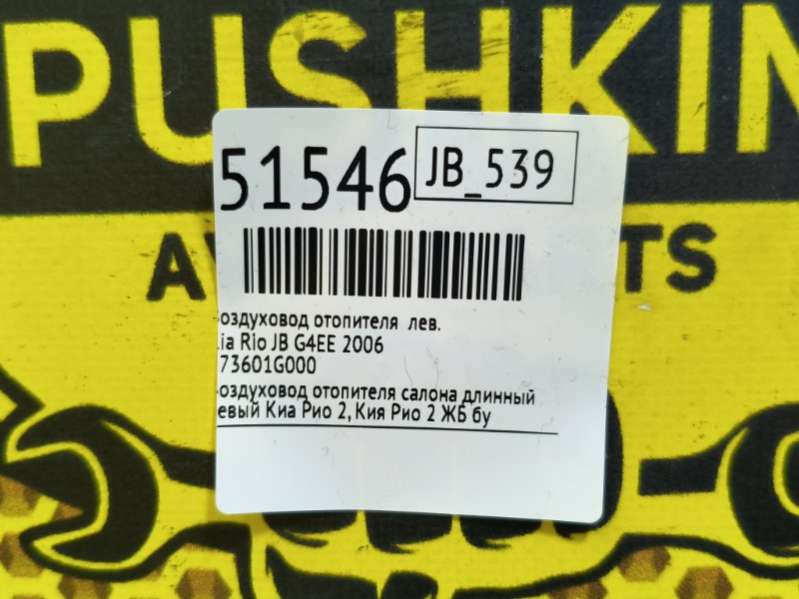 PUSHKIN
51546
JB_539
оздуховод отопителя лев.
ia Rio JB G4EE 2006
73601G000
оздуховод отопителя салона длинный
евый Киа Рио 2, Кия Рио 2 ЖБ бу